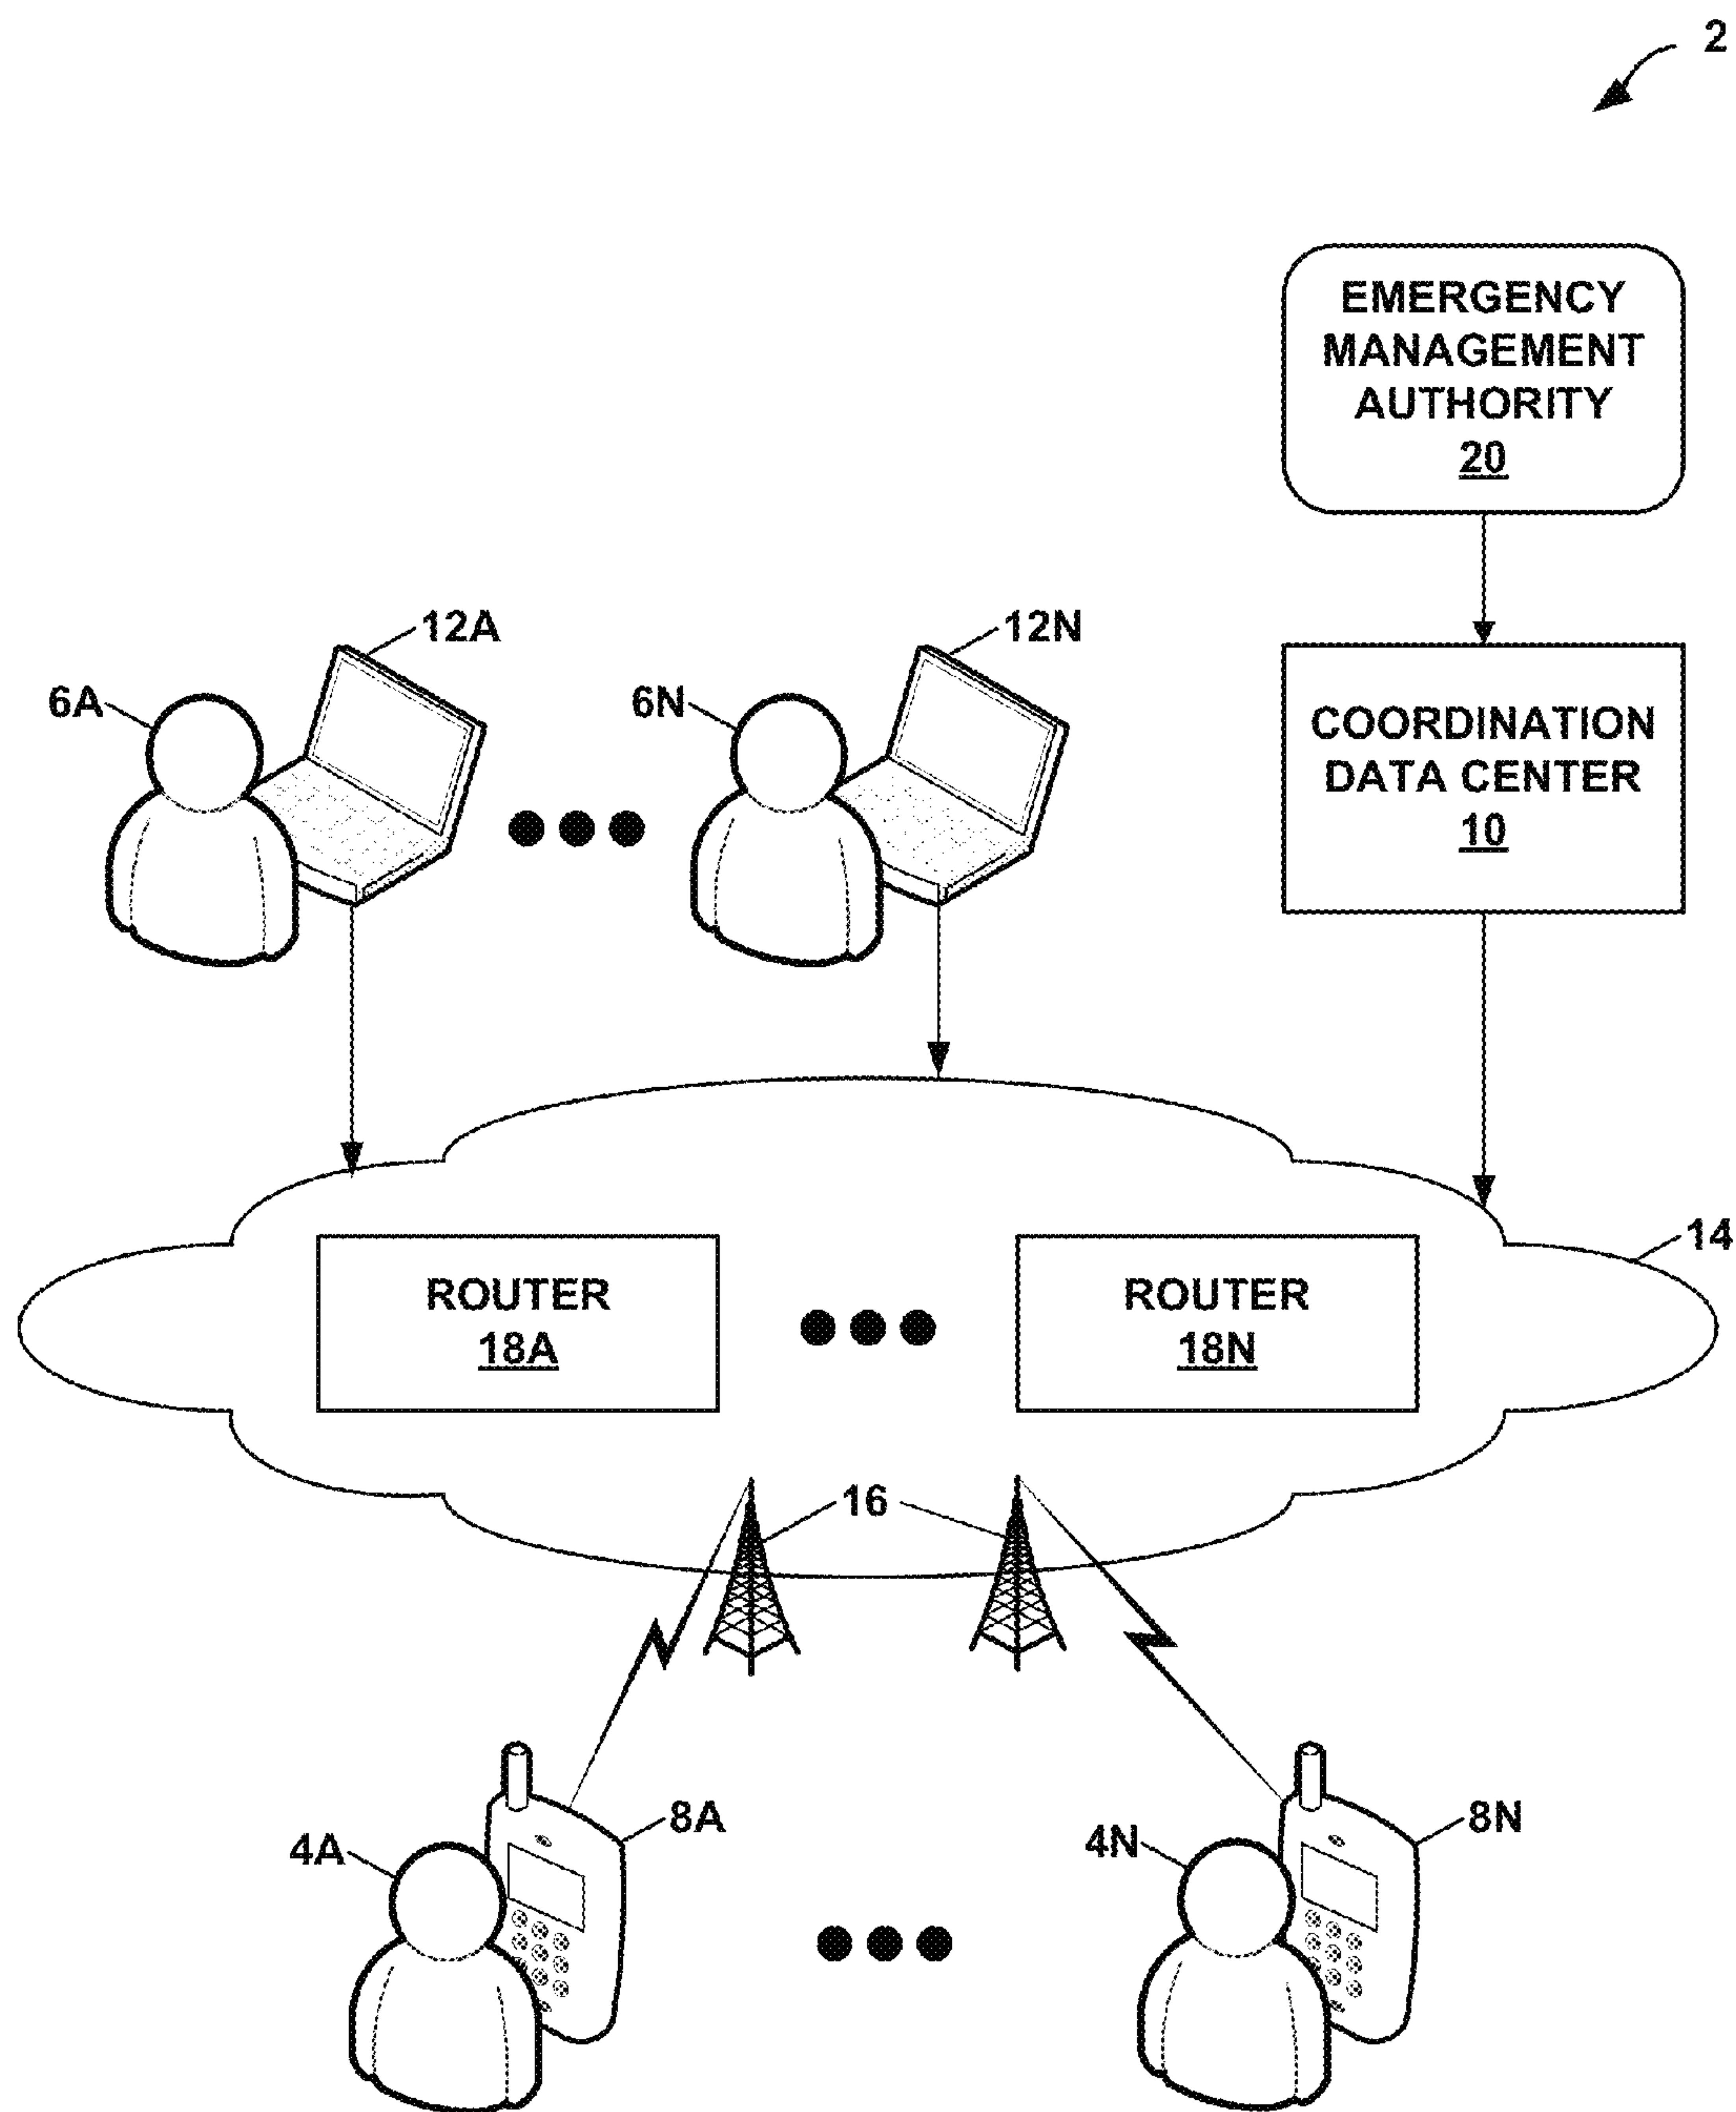 2
EMERGENCY
MANAGEMENT
AUTHORITY
20
12A
12N
6A
6N
COORDINATION
DATA CENTER
10
14
ROUTER
18A
ROUTER
18N
16
8A
8N
4A
4N